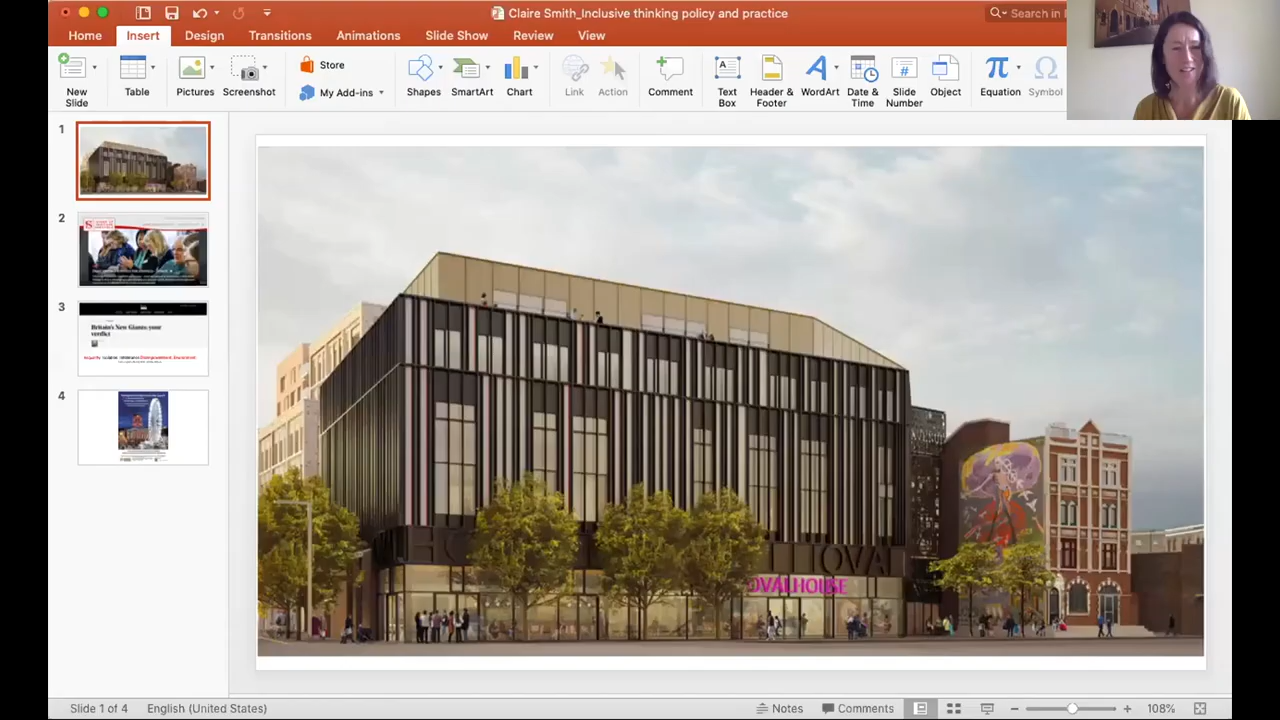 Claire Smith_Inclusive thinking policy and practice
Search in
Home Insert Design Transitions Animations Slide Show Review View
New Slide
Table
Pictures
Screenshot
Store
My Add-ins
Shapes
SmartArt
Chart
Link
Action
Comment
Text Box
Header & Footer
WordArt
Date & Time
Slide Number
Object
Equation
Symbol
1
2
3
Britain's New Giants: your verdict
4
OVALHOUSE
Slide 1 of 4
English (United States)
Notes
Comments
108%